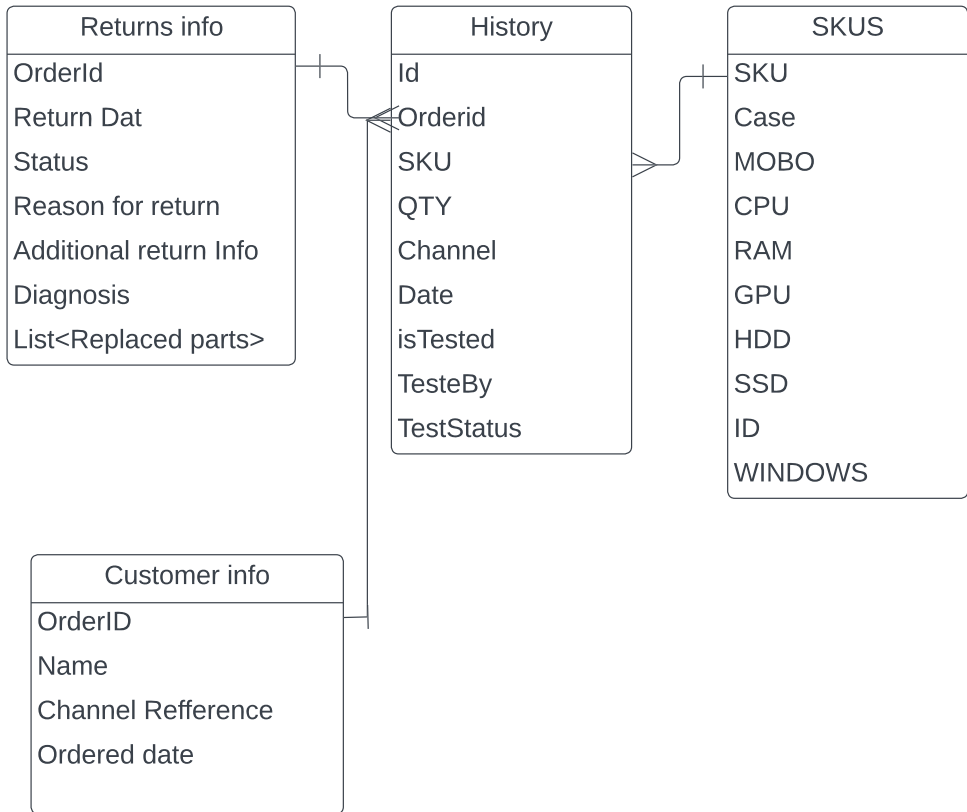 Returns info
OrderId
Return Dat
Status
Reason for return
Additional return Info
Diagnosis
List<Replaced parts>
History
Id
Orderid
SKU
QTY
Channel
Date
isTested
TesteBy
TestStatus
SKUS
SKU
Case
MOBO
CPU
RAM
GPU
HDD
SSD
ID
WINDOWS
Customer info
OrderID
Name
Channel Refference
Ordered date